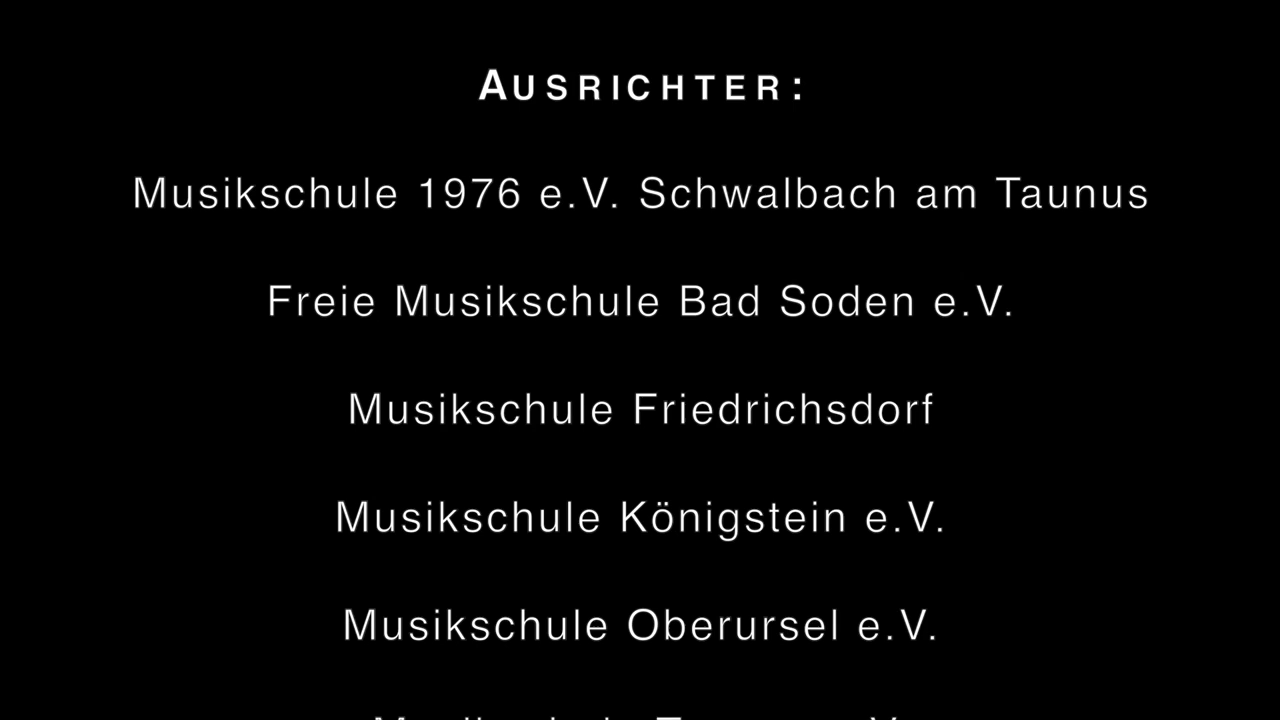 AUSRICHTER:
Musikschule 1976 e.V. Schwalbach am Taunus
Freie Musikschule Bad Soden e.V.
Musikschule Friedrichsdorf
Musikschule Königstein e.V.
Musikschule Oberursel e.V.